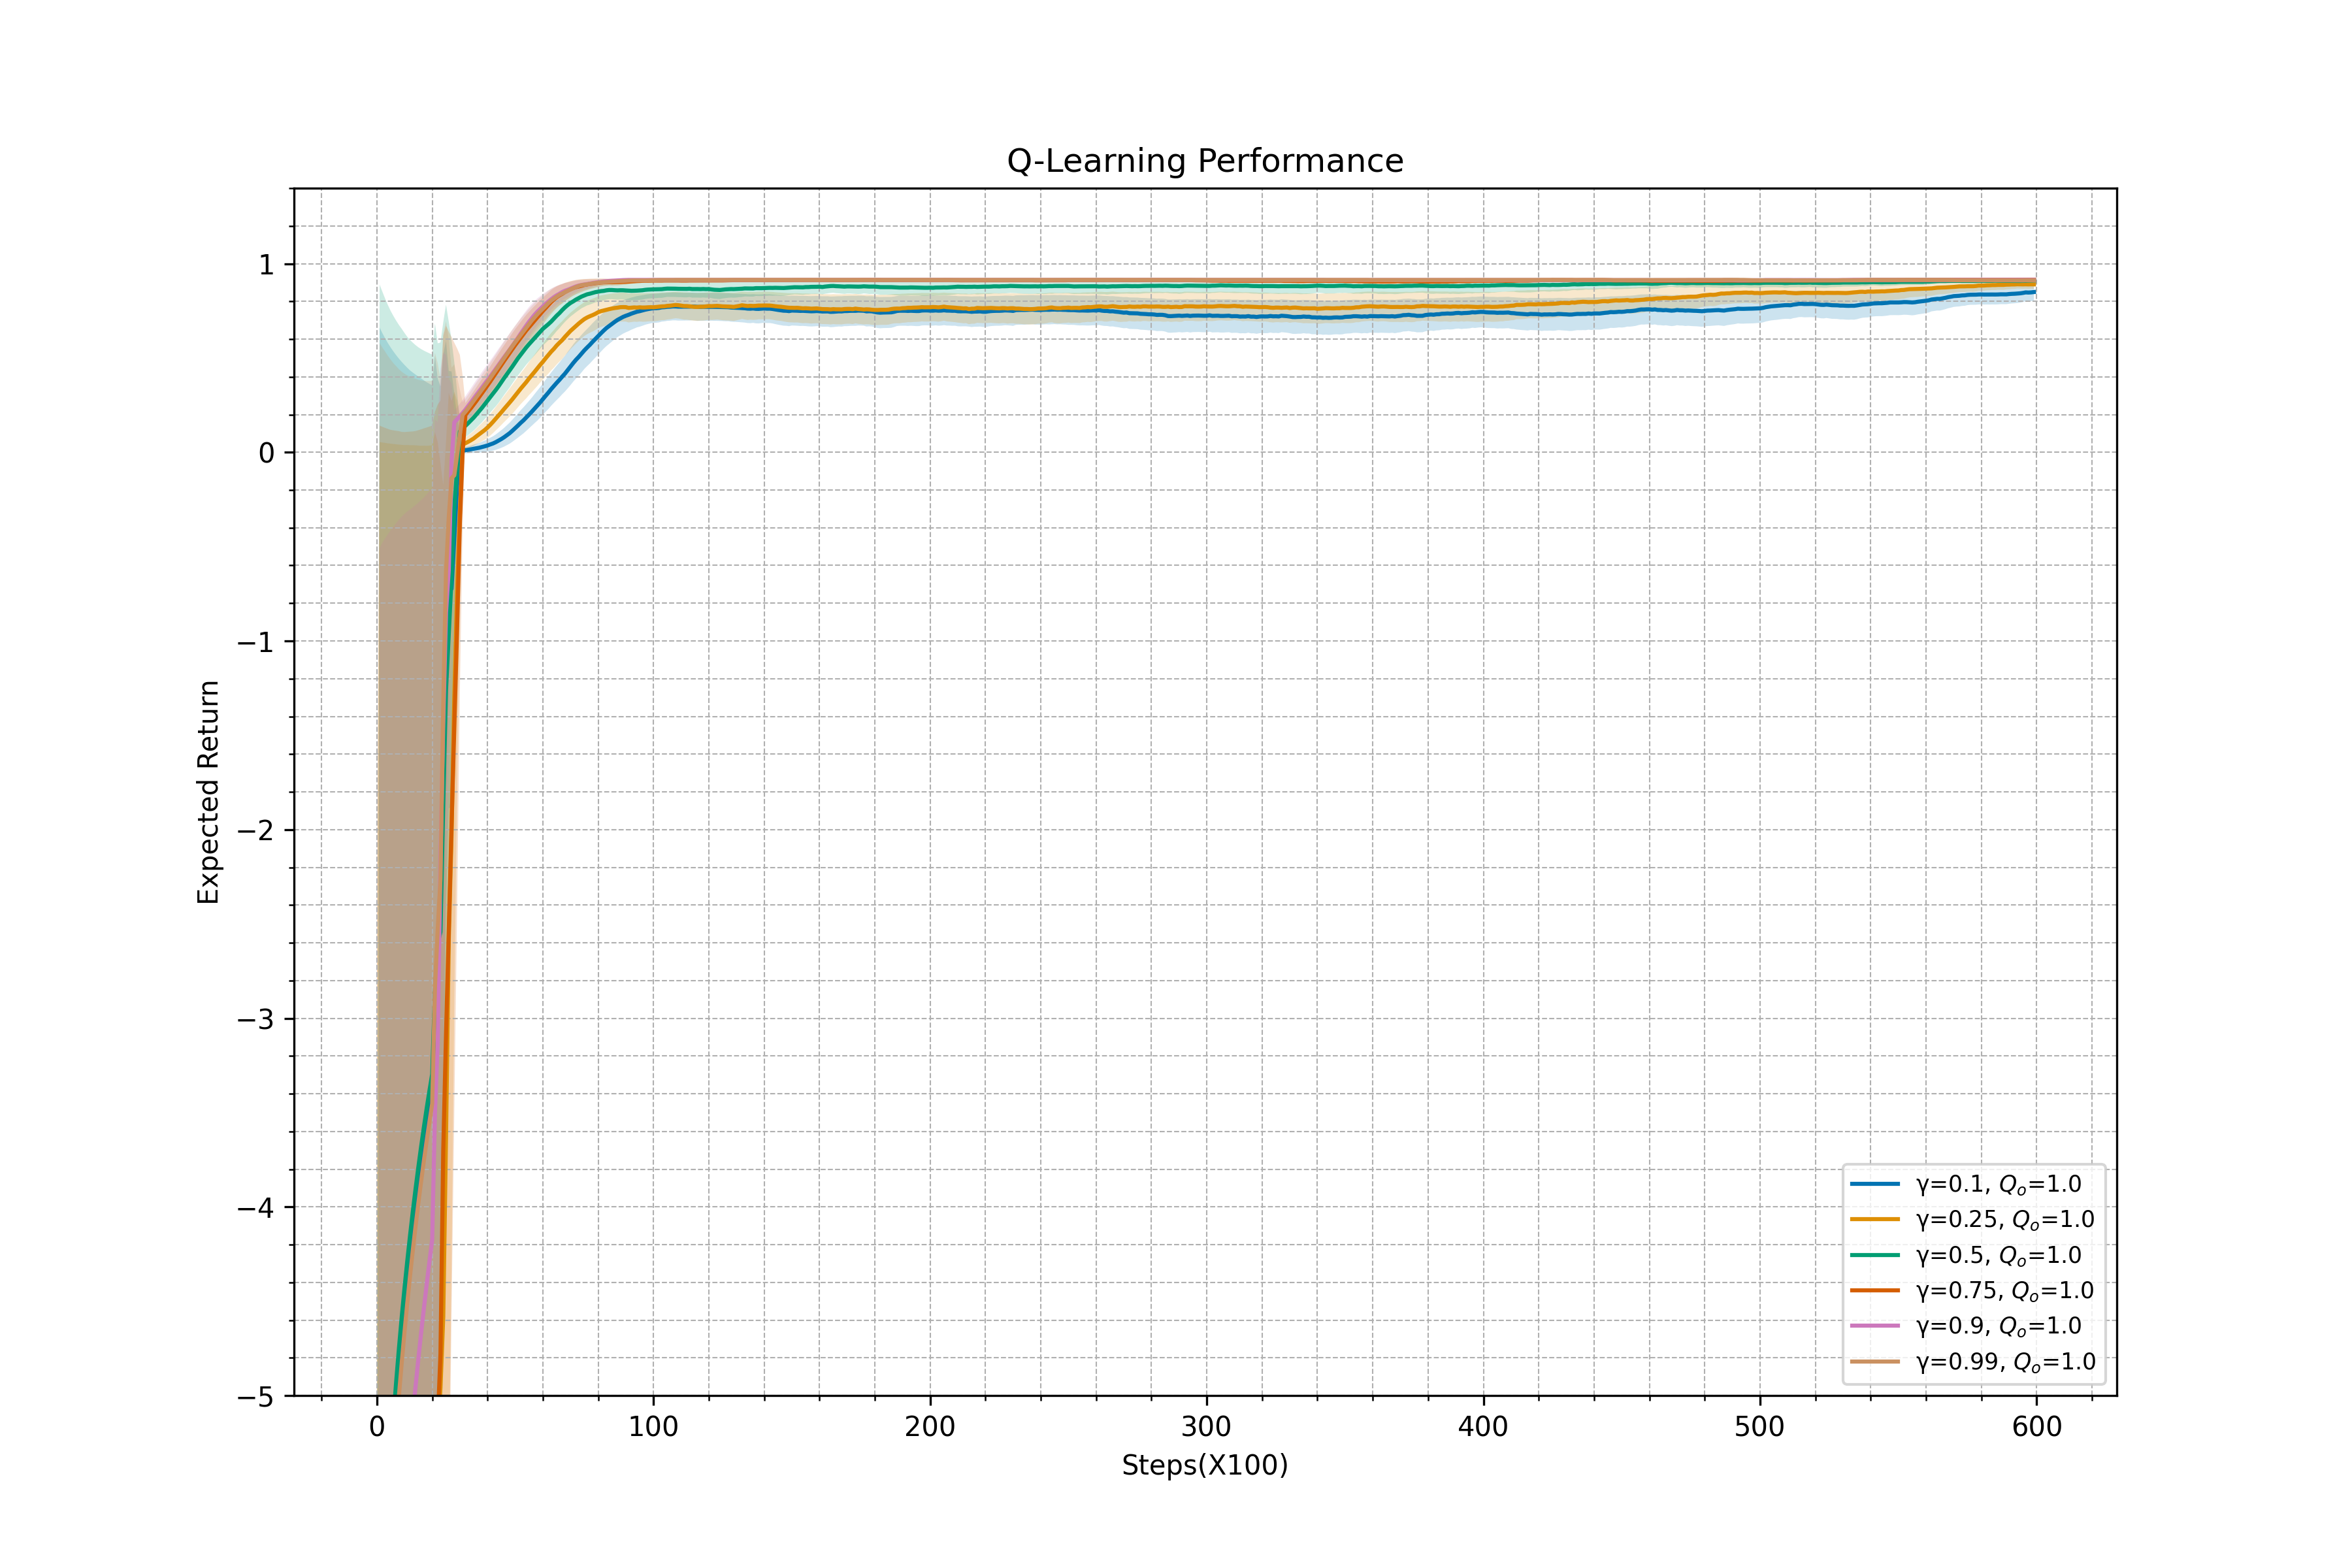 Q-Learning Performance
1
0
−1
−2
−3
−4
−5
Expected Return
0 100 200 300 400 500 600
Steps(X100)
γ=0.1, Qₒ=1.0
γ=0.25, Qₒ=1.0
γ=0.5, Qₒ=1.0
γ=0.75, Qₒ=1.0
γ=0.9, Qₒ=1.0
γ=0.99, Qₒ=1.0